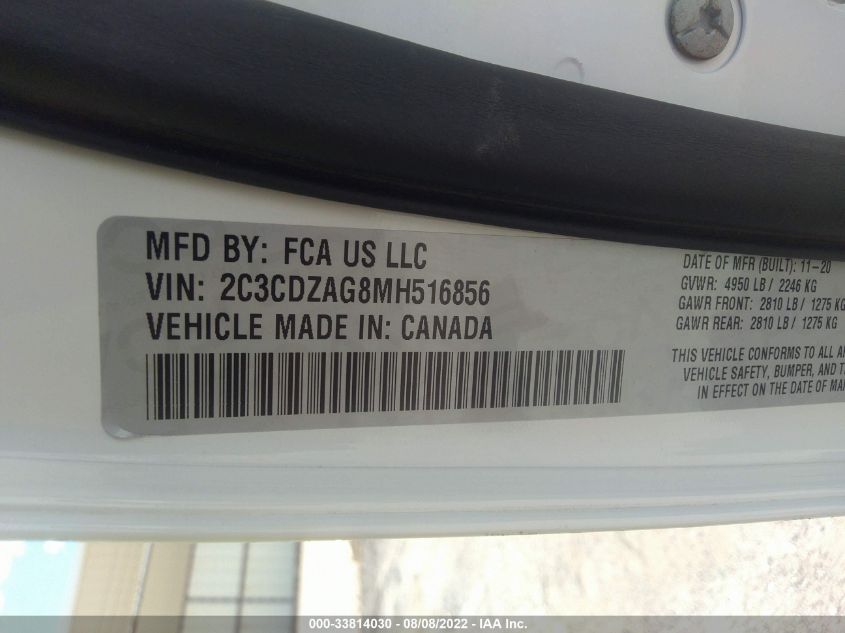 MFD BY: FCA US LLC
VIN: 2C3CDZAG8MH516856
VEHICLE MADE IN: CANADA
DATE OF MFR (BUILT): 11-20
GVWR: 4950 LB / 2246 KG
GAWR FRONT: 2810 LB / 1275 KG
GAWR REAR: 2810 LB / 1275 KG
THIS VEHICLE CONFORMS TO ALL
VEHICLE SAFETY, BUMPER, AND
IN EFFECT ON THE DATE OF
000-33814030 - 08/08/2022 - IAA Inc.